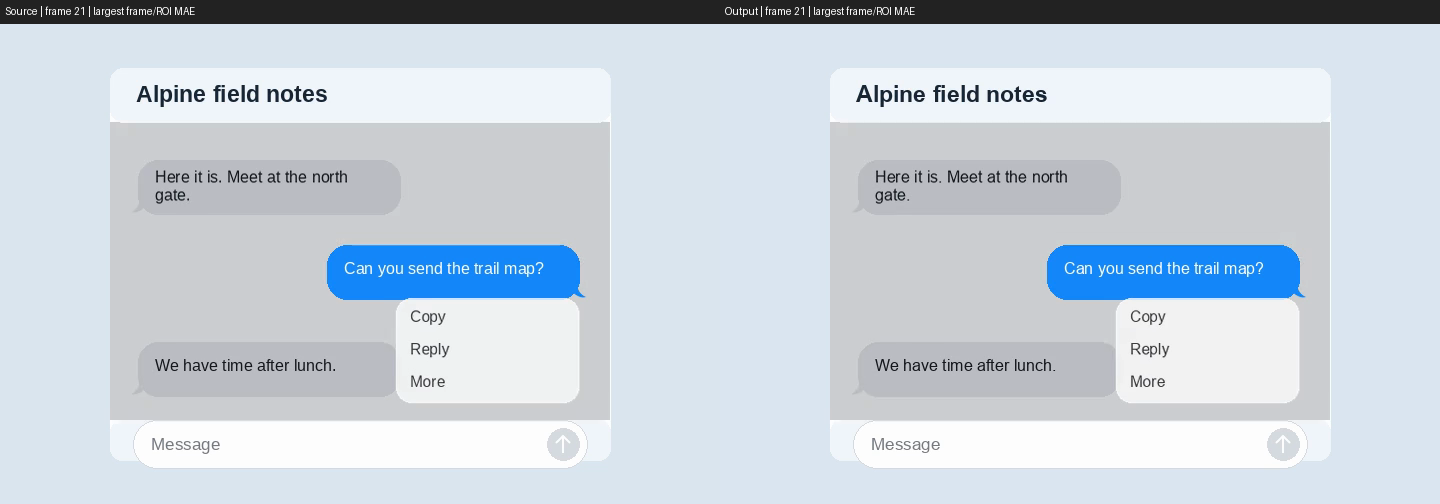 Source | frame 21 | largest frame/ROI MAE
Output | frame 21 | largest frame/ROI MAE
Alpine field notes
Here it is. Meet at the north
gate.
Can you send the trail map?
Copy
Reply
We have time after lunch.
More
Message
Alpine field notes
Here it is. Meet at the north
gate.
Can you send the trail map?
Copy
Reply
We have time after lunch.
More
Message